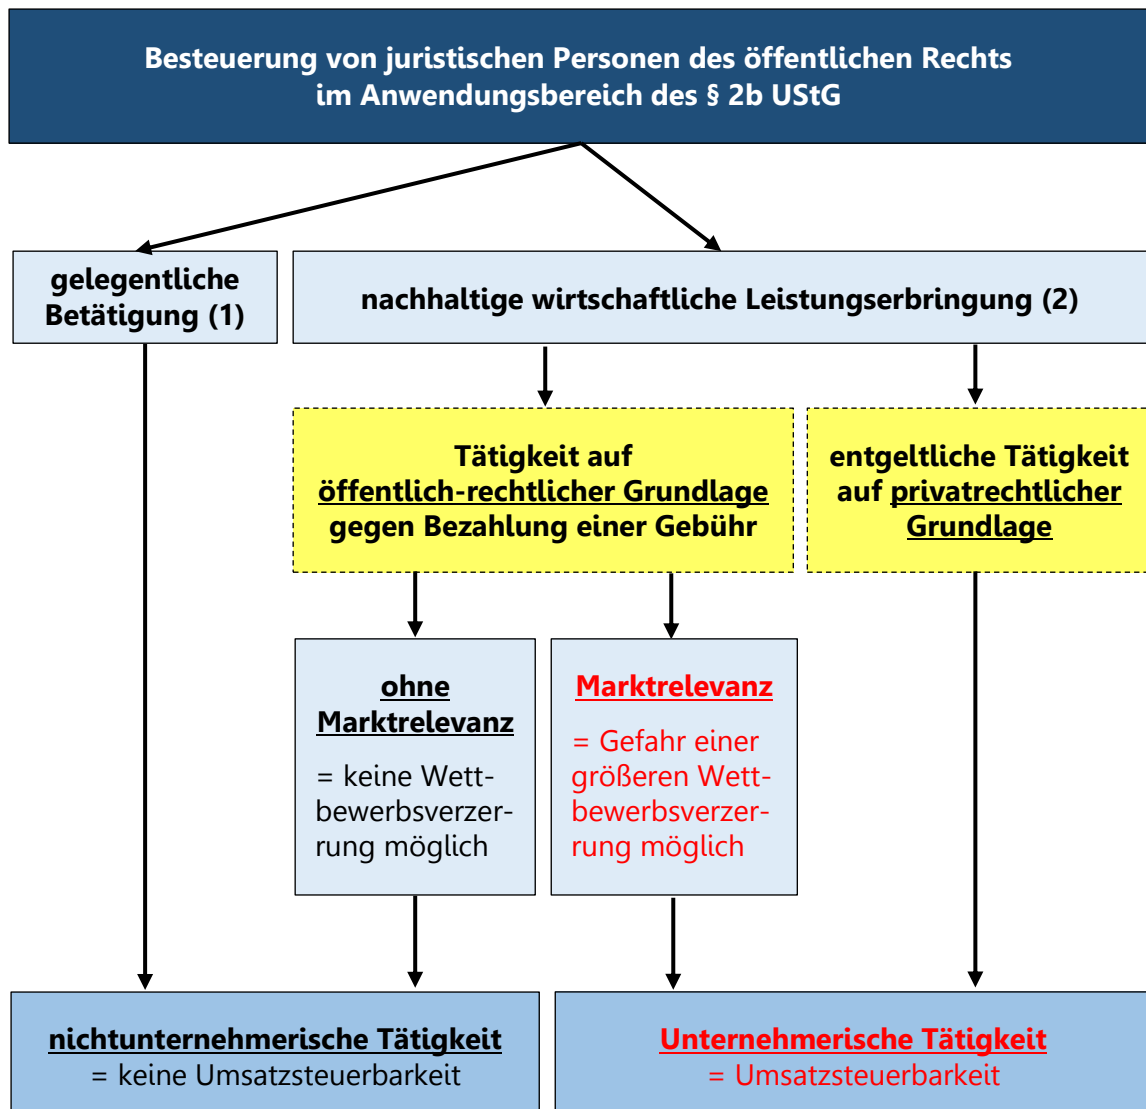 Besteuerung von juristischen Personen des öffentlichen Rechts
im Anwendungsbereich des § 2b UStG
gelegentliche
Betätigung (1)
nachhaltige wirtschaftliche Leistungserbringung (2)
Tätigkeit auf
öffentlich-rechtlicher Grundlage
gegen Bezahlung einer Gebühr
entgeltliche Tätigkeit
auf privatrechtlicher
Grundlage
ohne
Marktrelevanz
= keine Wett-
bewerbsverzer-
rung möglich
Marktrelevanz
= Gefahr einer
größeren Wett-
bewerbsverzer-
rung möglich
nichtunternehmerische Tätigkeit
= keine Umsatzsteuerbarkeit
Unternehmerische Tätigkeit
= Umsatzsteuerbarkeit